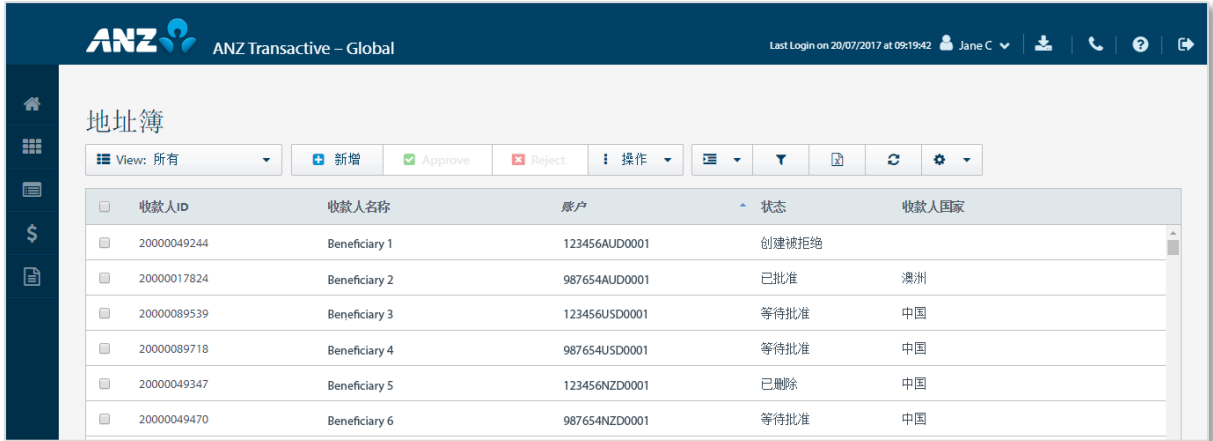 ANZ ANZ Transactive – Global Last Login on 20/07/2017 at 09:19:42 Jane C
地址簿
View: 所有 新增 Approve Reject 操作
收款人ID 收款人名称 账户 状态 收款人国家
20000049244 Beneficiary 1 123456AUD0001 创建被拒绝
20000017824 Beneficiary 2 987654AUD0001 已批准 澳洲
20000089539 Beneficiary 3 123456USD0001 等待批准 中国
20000089718 Beneficiary 4 987654USD0001 等待批准 中国
20000049347 Beneficiary 5 123456NZD0001 已删除 中国
20000049470 Beneficiary 6 987654NZD0001 等待批准 中国